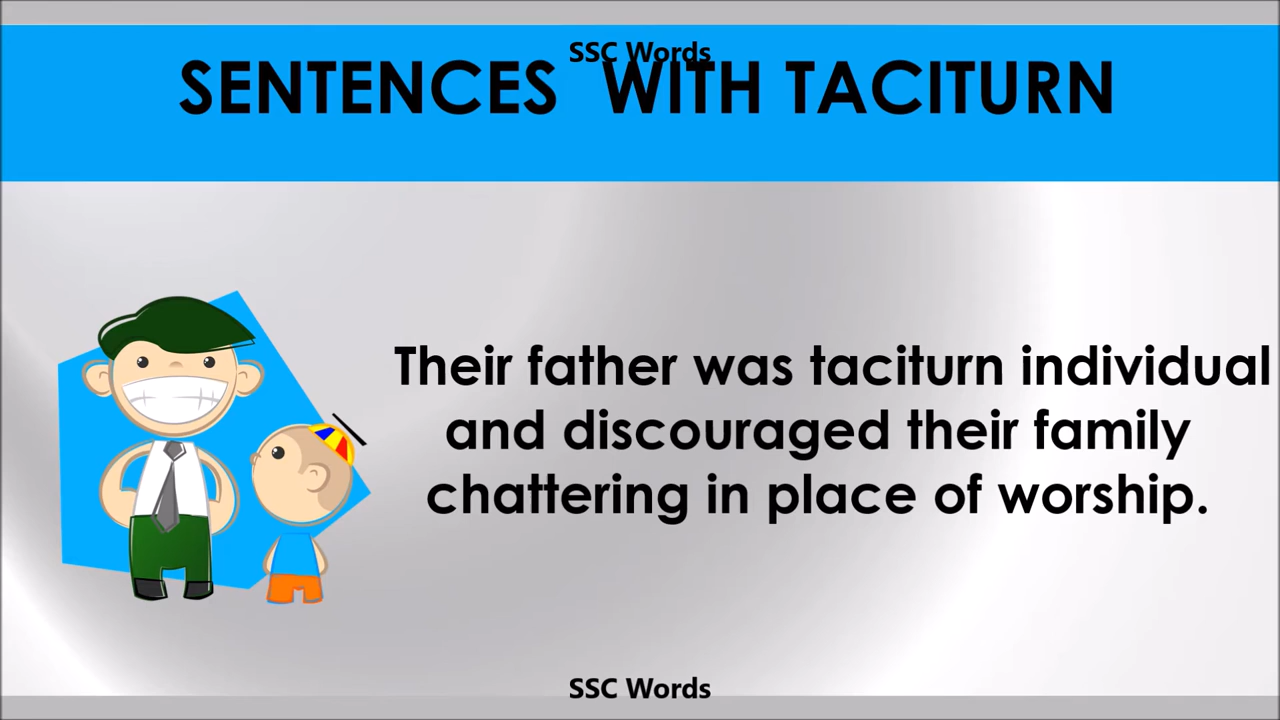 SSC Words
SENTENCES WITH TACITURN
Their father was taciturn individual
and discouraged their family
chattering in place of worship.
SSC Words